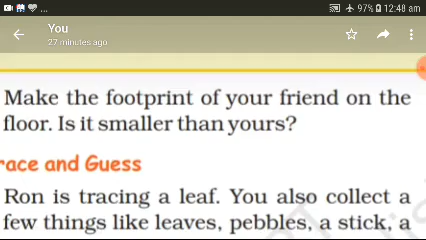 97% 12:48 am
You
27 minutes ago
Make the footprint of your friend on the
floor. Is it smaller than yours?
race and Guess
Ron is tracing a leaf. You also collect a
few things like leaves, pebbles, a stick, a